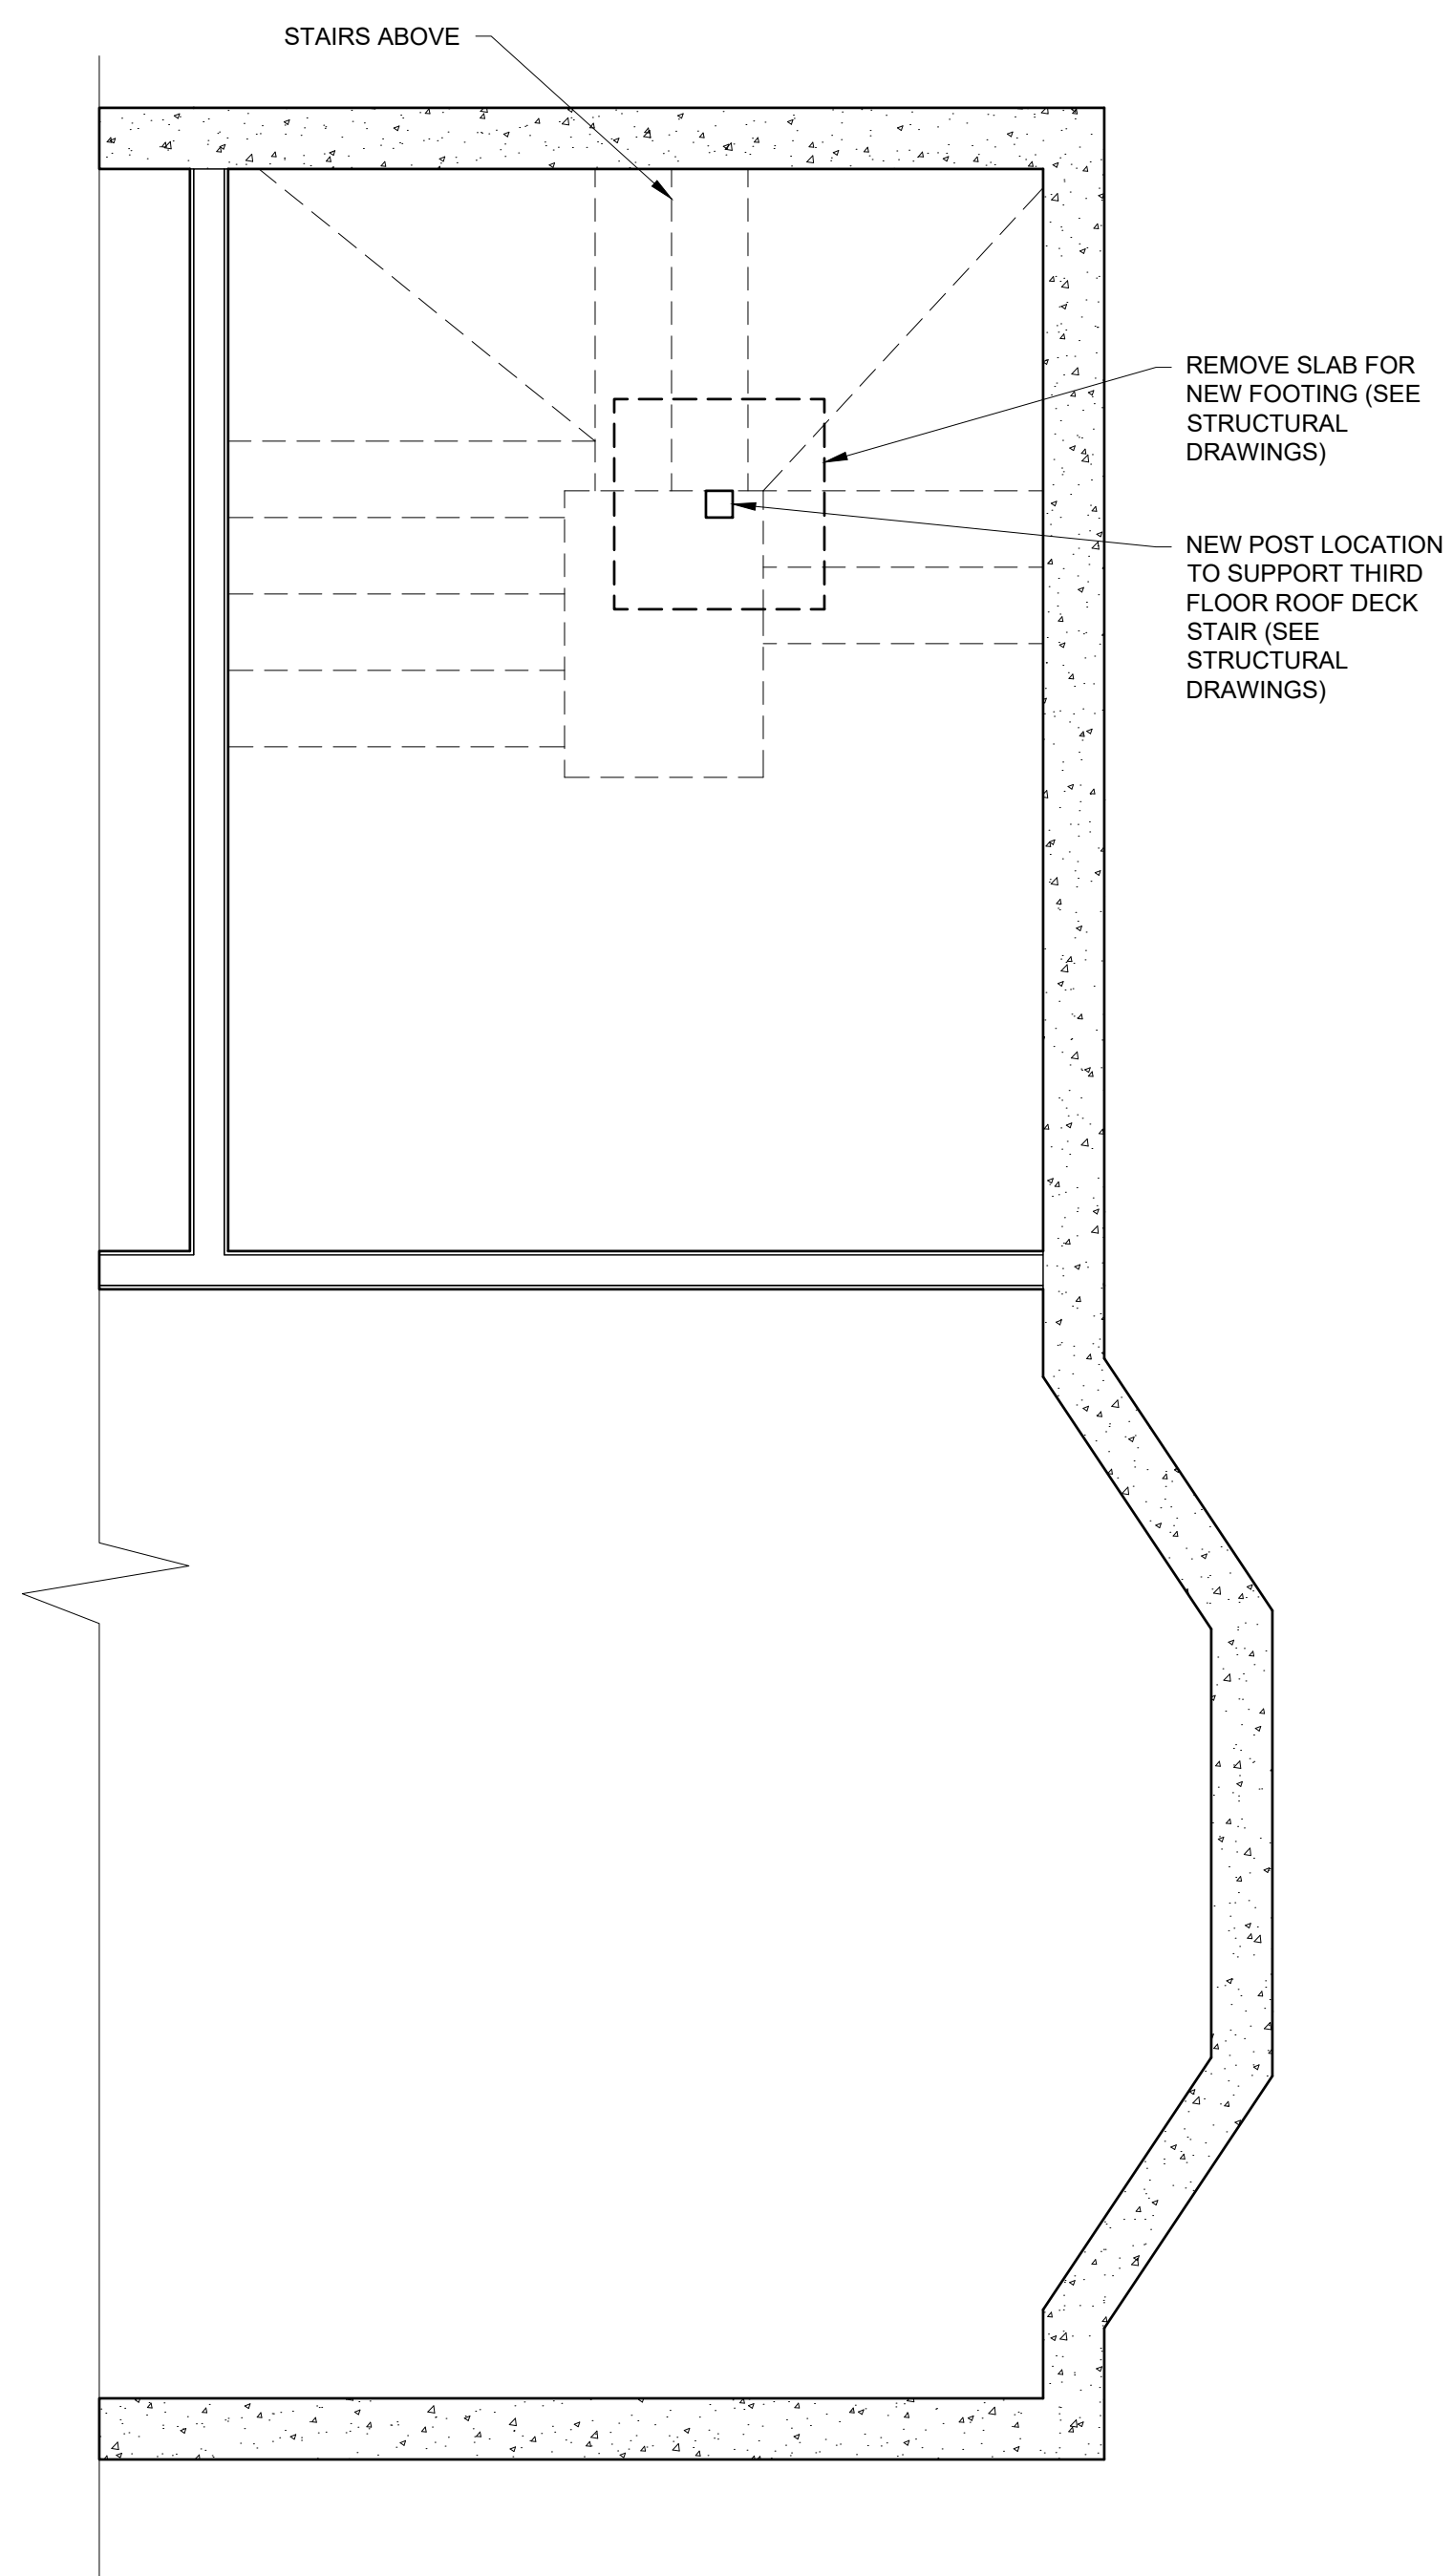 STAIRS ABOVE
REMOVE SLAB FOR
NEW FOOTING (SEE
STRUCTURAL
DRAWINGS)
NEW POST LOCATION
TO SUPPORT THIRD
FLOOR ROOF DECK
STAIR (SEE
STRUCTURAL
DRAWINGS)